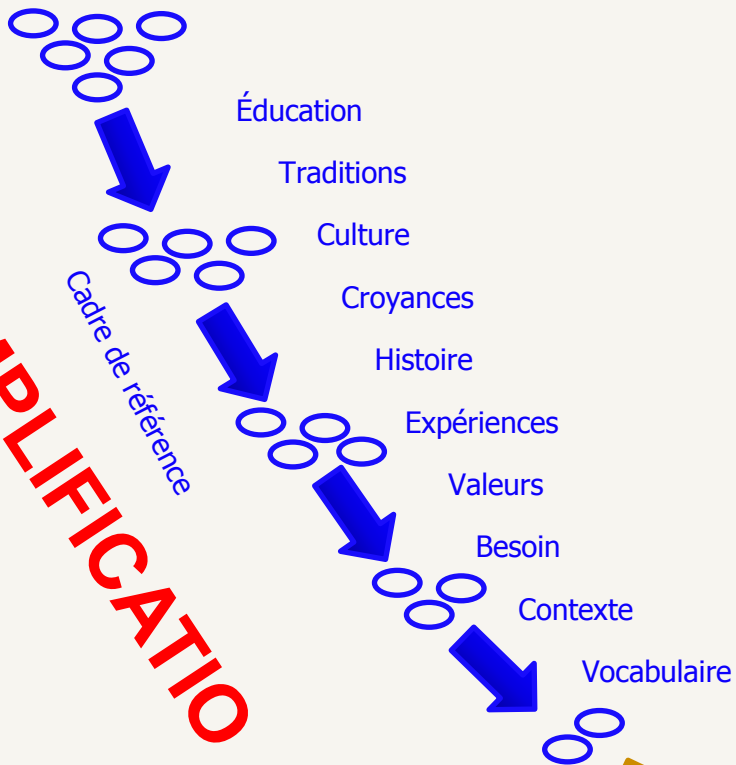 Éducation
Traditions
Culture
Croyances
Histoire
Expériences
Valeurs
Besoin
Contexte
Vocabulaire
Cadre de référence
PLIFICATIO